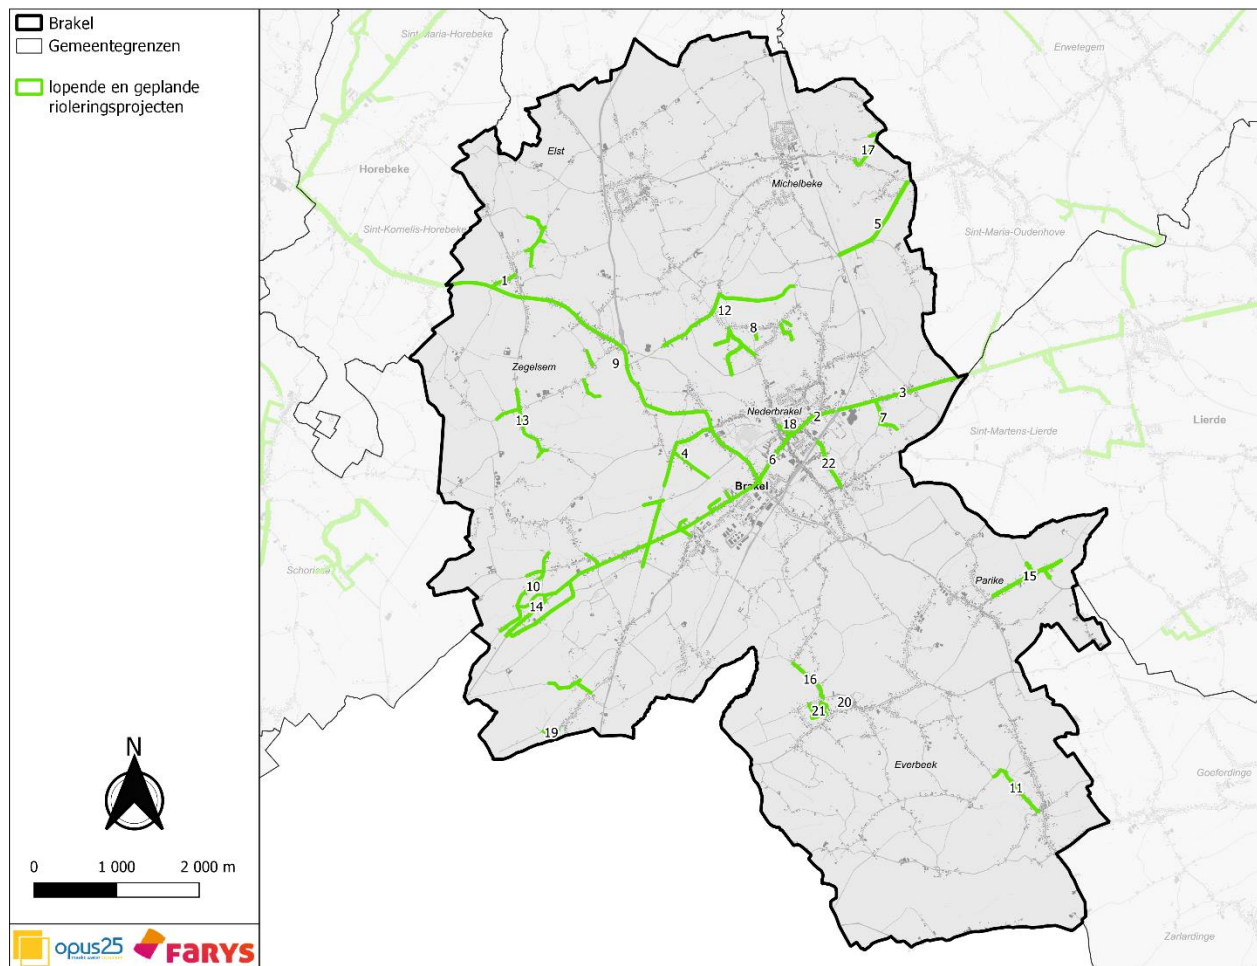 Brakel
Gemeentegrenzen
lopende en geplande
rioleringsprojecten
N
0 1 000 2 000 m
opus25
FARYS
Sint-Maria-Horebeke
Erwetegem
Elst
17
Horebeke
Michelbeke
5
Sint-Kornelis-Horebeke
Sint-Maria-Oudenhove
1
12
8
9
Zegelsem
3
Nederbrakel
2
7
13
18
Lierde
Sint-Martens-Lierde
4
6
22
Brakel
Schorisse
15
Parike
10
14
16
20
21
19
Everbeek
Goeferdinge
11
Zarlardinge